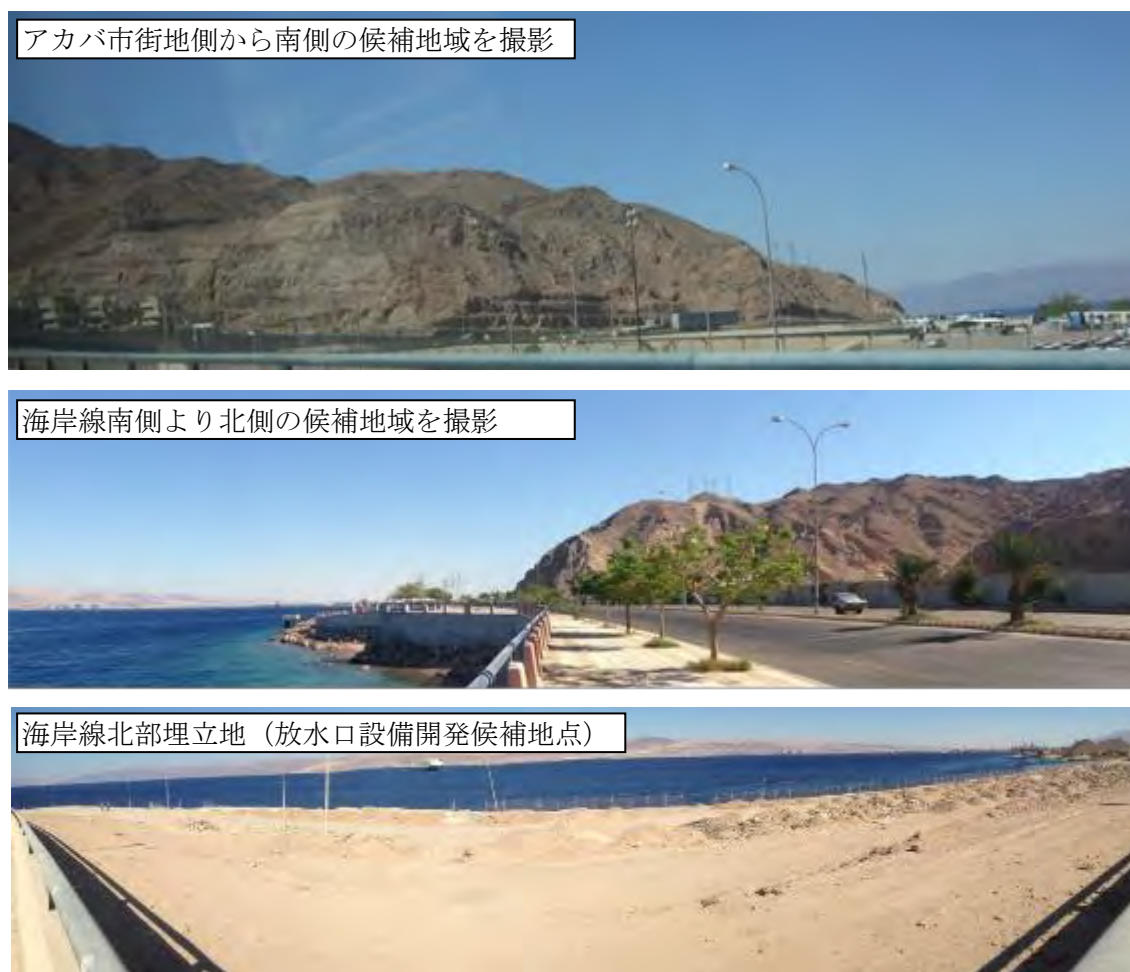 アカバ市街地側から南側の候補地域を撮影
海岸線南側より北側の候補地域を撮影
海岸線北部埋立地（放水口設備開発候補地点）